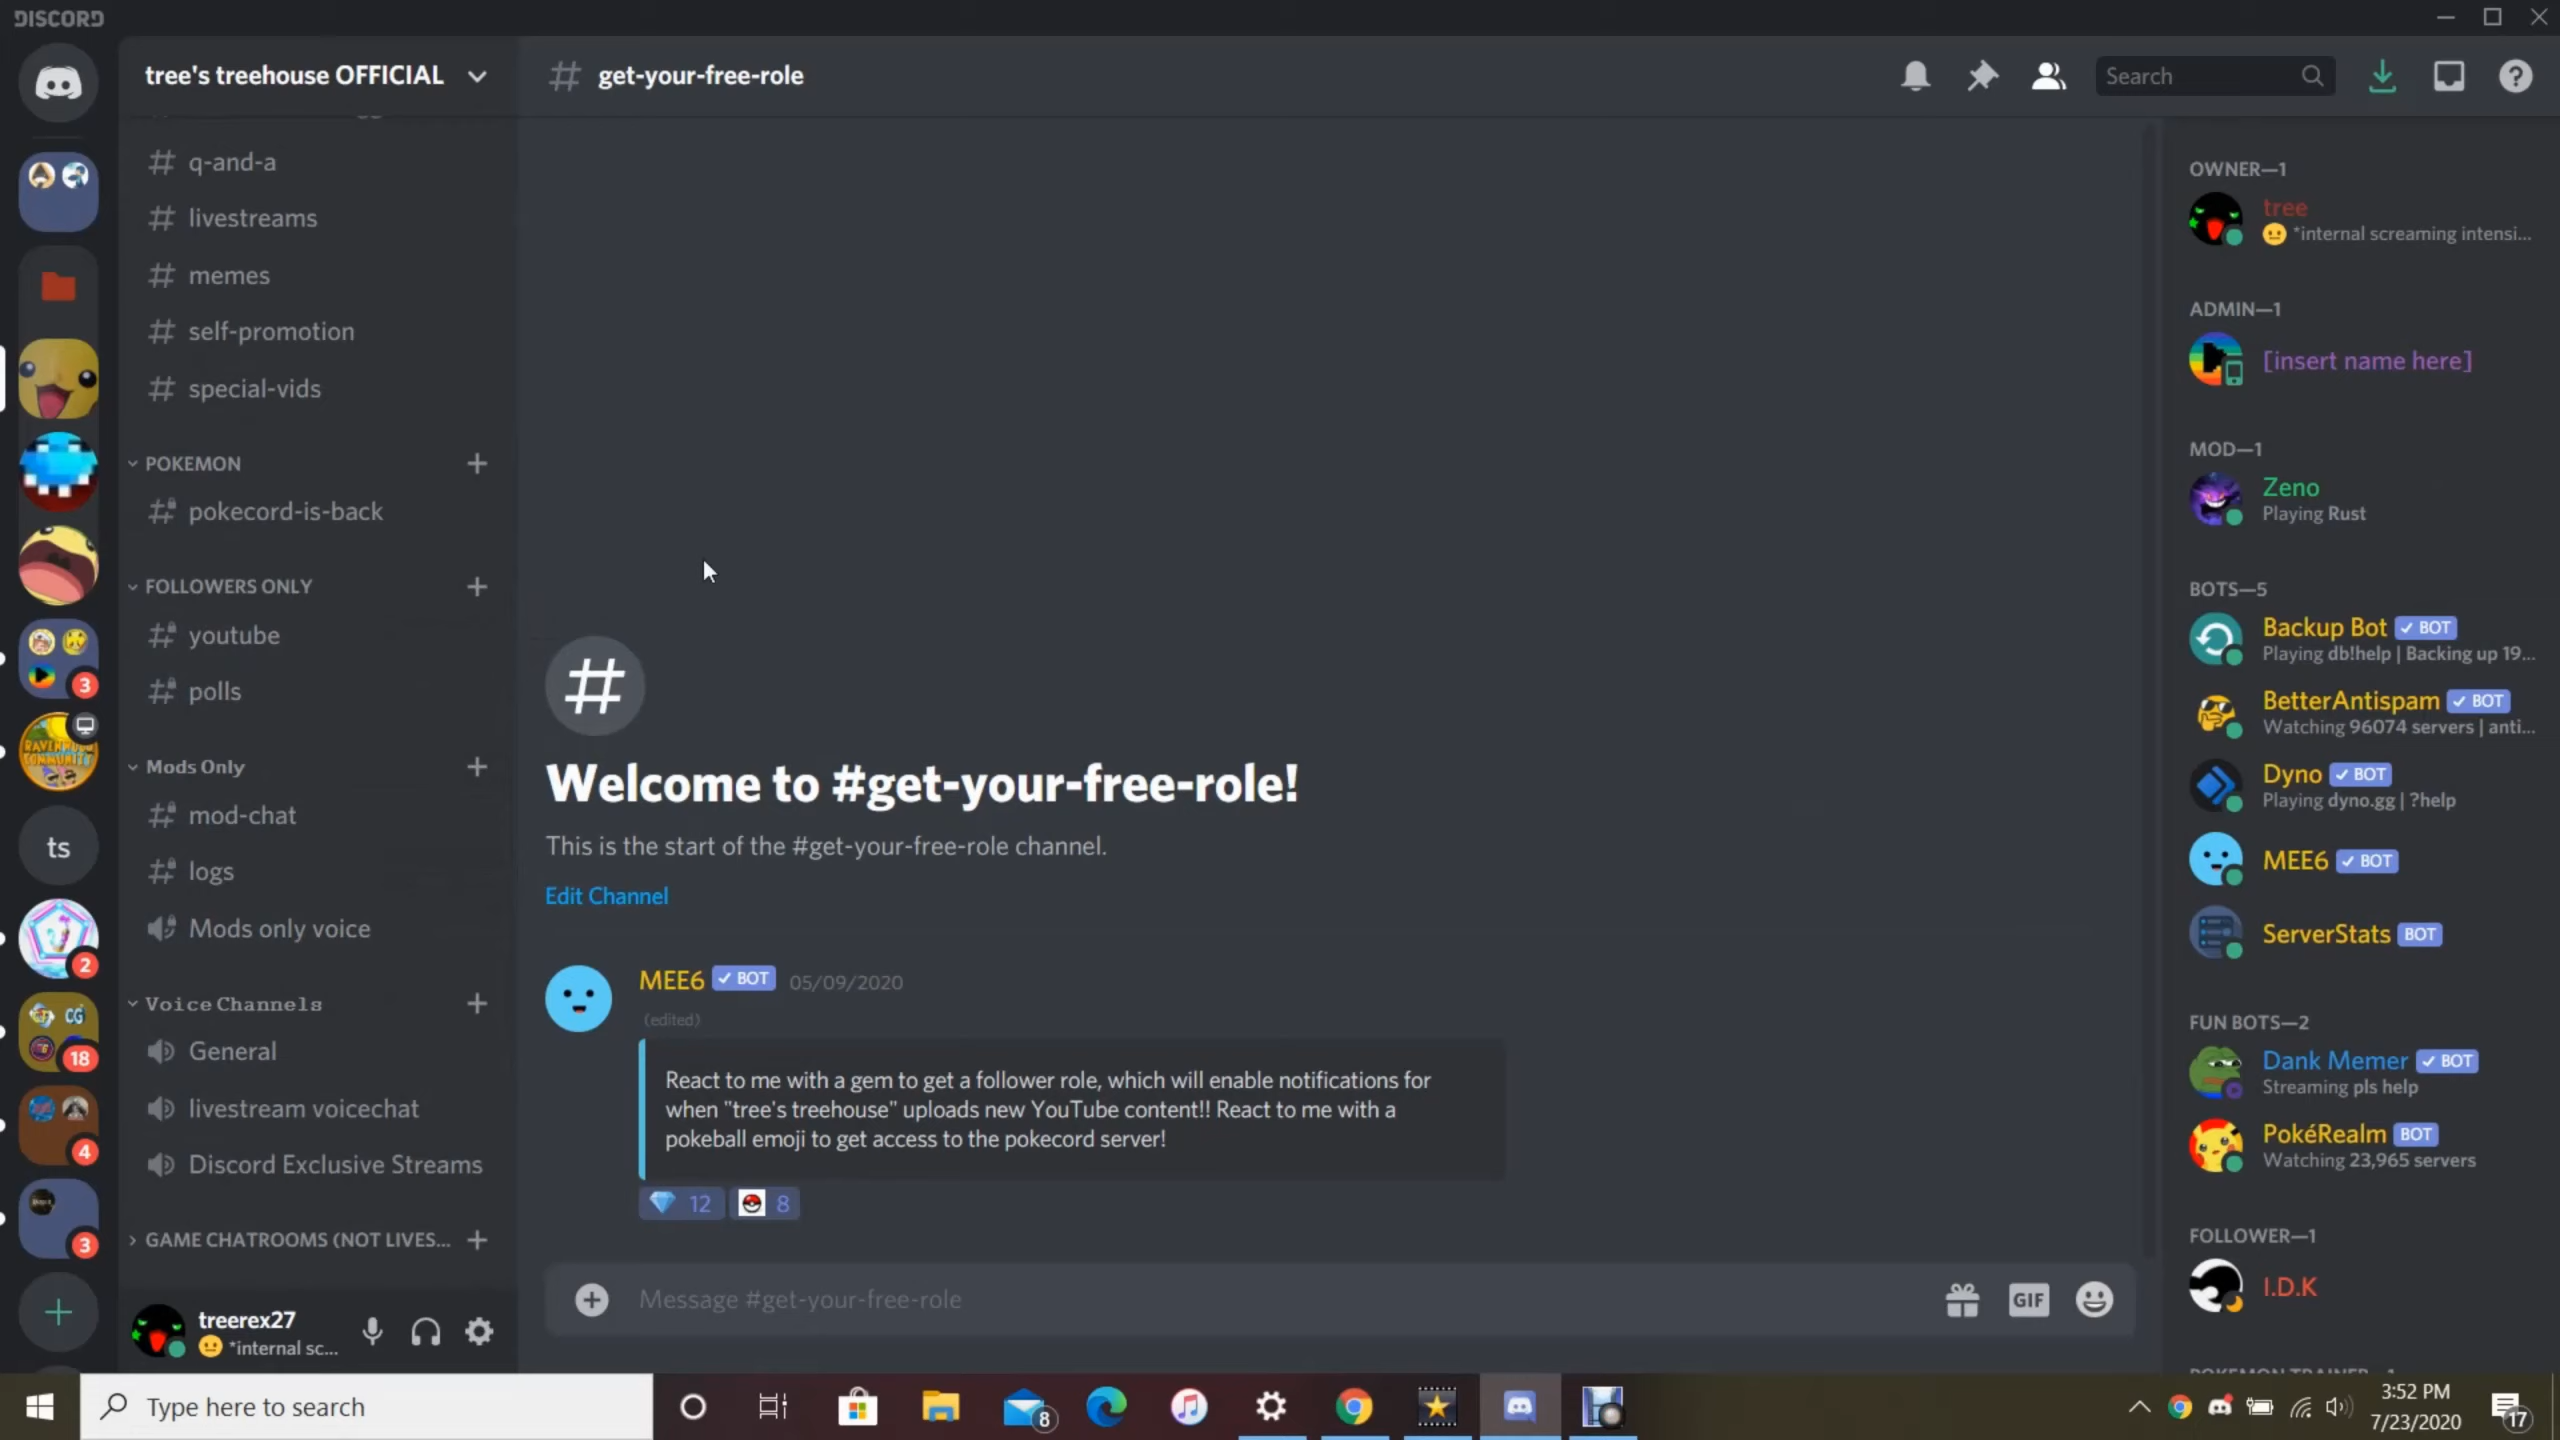 DISCORD
tree's treehouse OFFICIAL
q-and-a
livestreams
memes
self-promotion
special-vids
POKEMON
pokecord-is-back
FOLLOWERS ONLY
youtube
polls
Mods Only
mod-chat
logs
Mods only voice
Voice Channels
General
livestream voicechat
Discord Exclusive Streams
GAME CHATROOMS (NOT LIVES...
treerex27
*internal sc...
3
ts
2
CG
18
4
3
# get-your-free-role
Search
#
Welcome to #get-your-free-role!
This is the start of the #get-your-free-role channel.
Edit Channel
MEE6 ✓ BOT 05/09/2020
(edited)
React to me with a gem to get a follower role, which will enable notifications for
when "tree's treehouse" uploads new YouTube content!! React to me with a
pokeball emoji to get access to the pokecord server!
12 8
Message #get-your-free-role
GIF
OWNER—1
tree
*internal screaming intensi...
ADMIN—1
[insert name here]
MOD—1
Zeno
Playing Rust
BOTS—5
Backup Bot ✓ BOT
Playing db!help | Backing up 19...
BetterAntispam ✓ BOT
Watching 96074 servers | anti...
Dyno ✓ BOT
Playing dyno.gg | ?help
MEE6 ✓ BOT
ServerStats BOT
FUN BOTS—2
Dank Memer ✓ BOT
Streaming pls help
PokéRealm BOT
Watching 23,965 servers
FOLLOWER—1
I.D.K
Type here to search
8
3:52 PM
7/23/2020
17